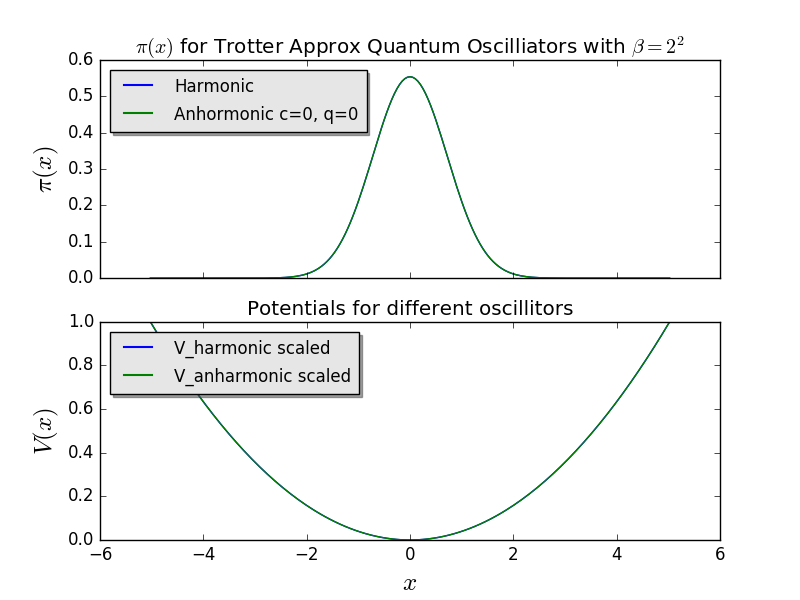 π(x) for Trotter Approx Quantum Oscilliators with β = 2²
0.6
0.5
0.4
0.3
0.2
0.1
0.0
π(x)
Harmonic
Anhormonic c=0, q=0
Potentials for different oscillitors
1.0
0.8
0.6
0.4
0.2
0.0
V(x)
V_harmonic scaled
V_anharmonic scaled
−6 −4 −2 0 2 4 6
x